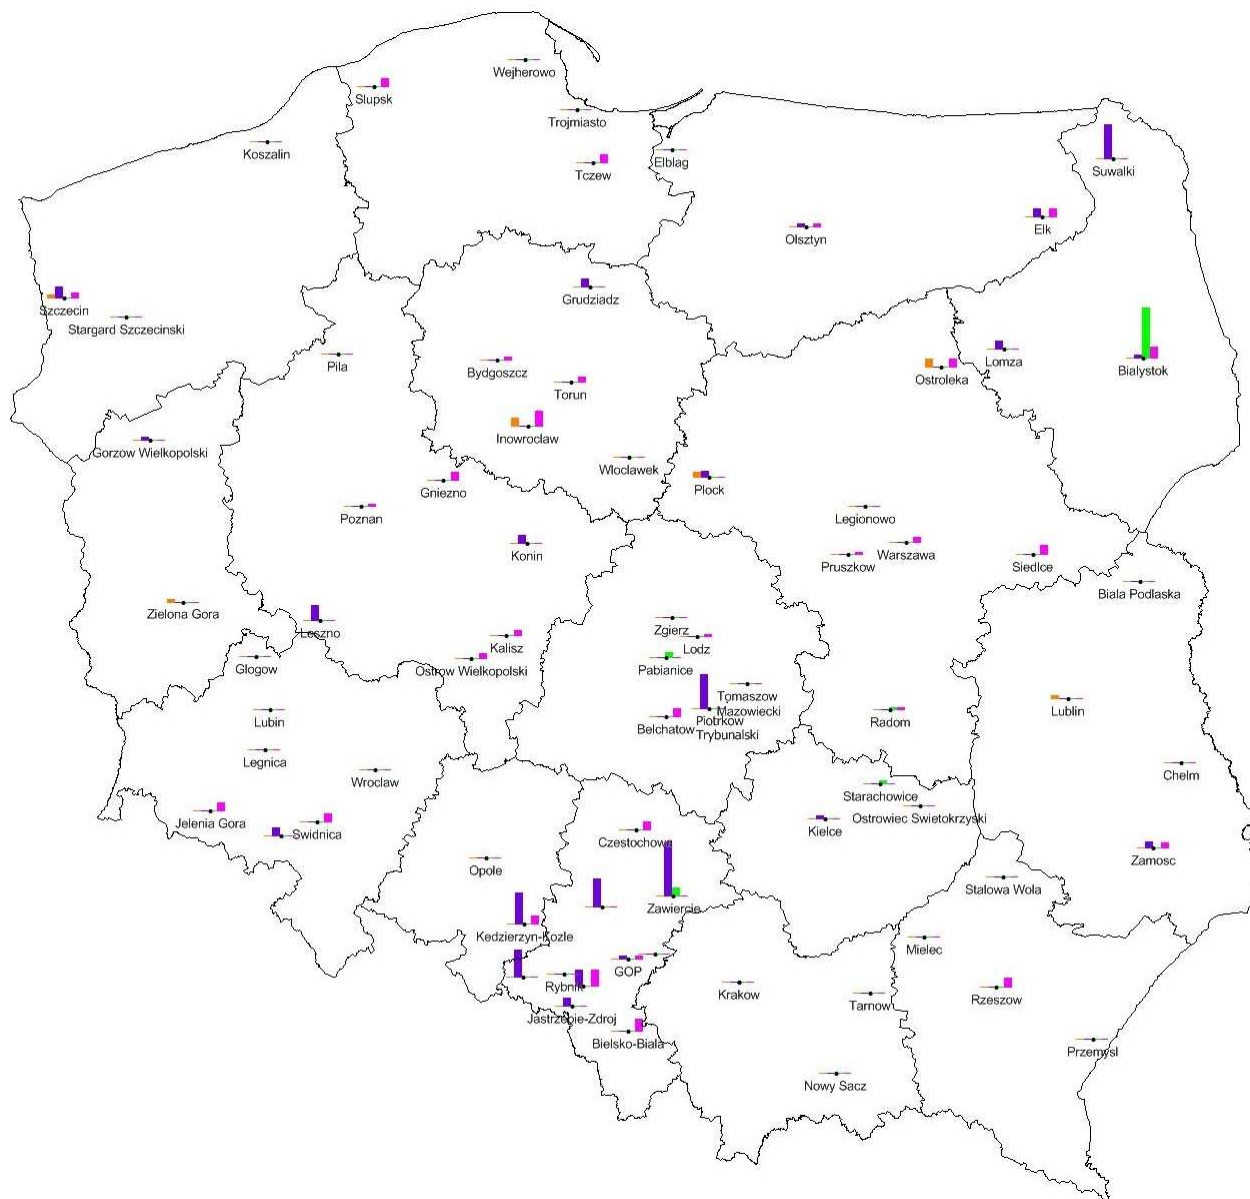 Wejherowo
Slupsk
Trojmiasto
Koszalin
Elblag
Tczew
Suwalki
Elk
Olsztyn
Grudziadz
Szczecin
Stargard Szczecinski
Pila
Lomza
Bialystok
Bydgoszcz
Ostroleka
Torun
Inowroclaw
Gorzow Wielkopolski
Wloclawek
Gniezno
Plock
Poznan
Legionowo
Konin
Warszawa
Pruszkow
Siedlce
Biala Podlaska
Zielona Gora
Leszno
Zgierz
Kalisz
Lodz
Glogow
Ostrow Wielkopolski
Pabianice
Tomaszow
Mazowiecki
Lublin
Lubin
Belchatow
Piotrkow
Trybunalski
Radom
Legnica
Wroclaw
Chelm
Starachowice
Jelenia Gora
Swidnica
Czestochowa
Kielce
Ostrowiec Swietokrzyski
Zamosc
Opole
Stalowa Wola
Zawiercie
Kedzierzyn-Kozle
Mielec
GOP
Rybnik
Krakow
Tarnow
Rzeszow
Jastrzebie-Zdroj
Bielsko-Biala
Przemysl
Nowy Sacz